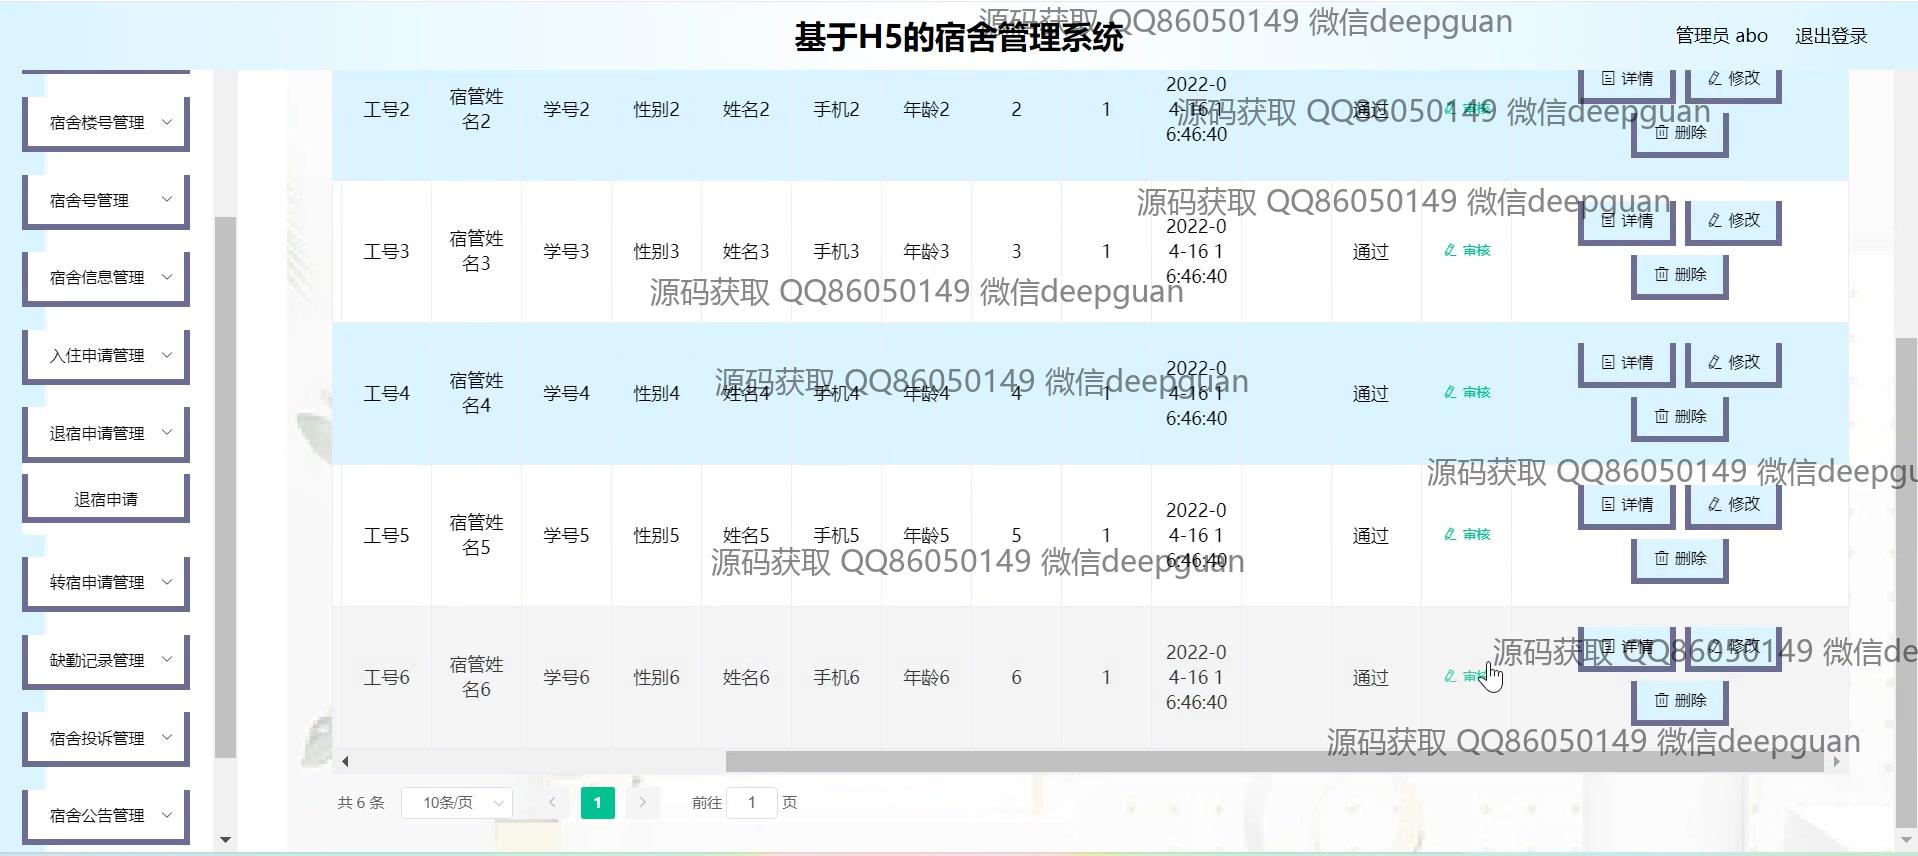 基于H5的宿舍管理系统
源码获取 QQ86050149 微信deepguan
管理员 abo
退出登录
宿舍楼号管理
宿舍号管理
宿舍信息管理
入住申请管理
退宿申请管理
退宿申请
转宿申请管理
缺勤记录管理
宿舍投诉管理
宿舍公告管理
工号2 宿管姓名2 学号2 性别2 姓名2 手机2 年龄2 2 1 2022-04-16 16:46:40 通过 审核 详情 修改 删除
源码获取 QQ86050149 微信deepguan
源码获取 QQ86050149 微信deepguan
工号3 宿管姓名3 学号3 性别3 姓名3 手机3 年龄3 3 1 2022-04-16 16:46:40 通过 审核 详情 修改 删除
源码获取 QQ86050149 微信deepguan
源码获取 QQ86050149 微信deepguan
工号4 宿管姓名4 学号4 性别4 姓名4 手机4 年龄4 4 1 2022-04-16 16:46:40 通过 审核 详情 修改 删除
源码获取 QQ86050149 微信deepgu
工号5 宿管姓名5 学号5 性别5 姓名5 手机5 年龄5 5 1 2022-04-16 16:46:40 通过 审核 详情 修改 删除
源码获取 QQ86050149 微信deepguan
源码获取 QQ86050149 微信de
工号6 宿管姓名6 学号6 性别6 姓名6 手机6 年龄6 6 1 2022-04-16 16:46:40 通过 审核 详情 修改 删除
源码获取 QQ86050149 微信deepguan
共 6 条 10条/页 1 前往 1 页